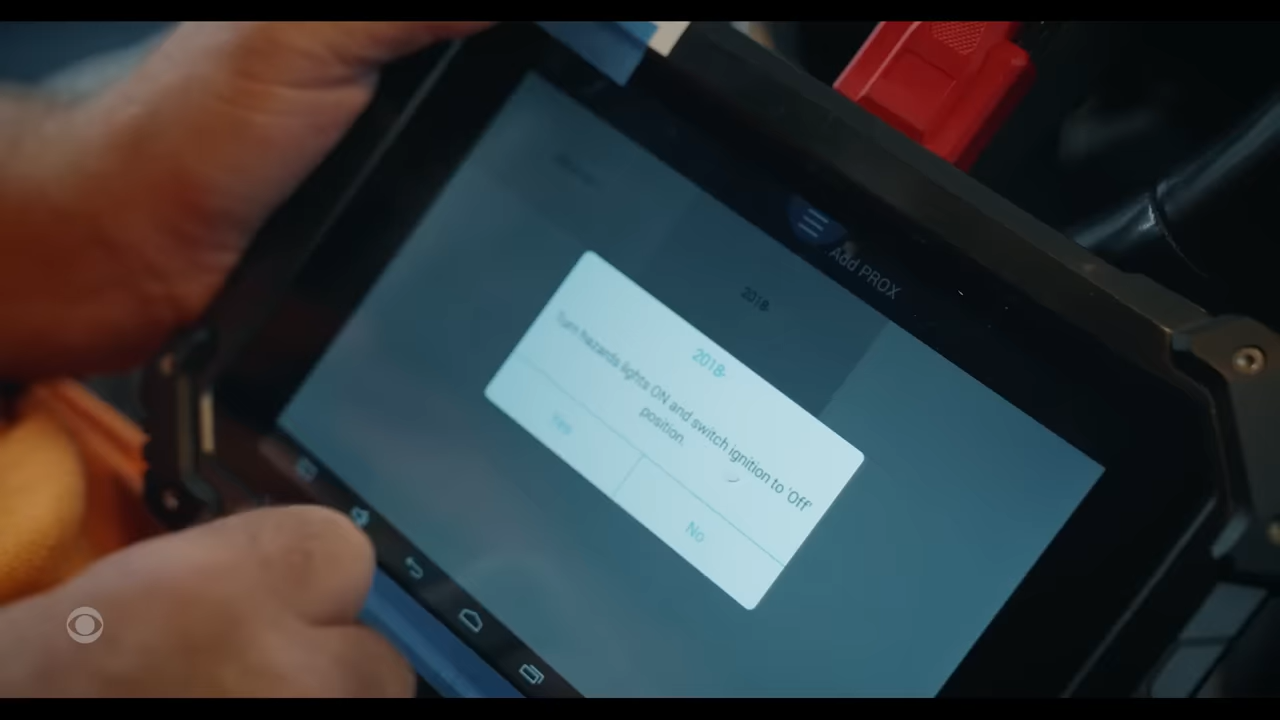 Add PROX
2018-
2018-
Turn hazards lights ON and switch ignition to 'Off'
position.
Yes
No